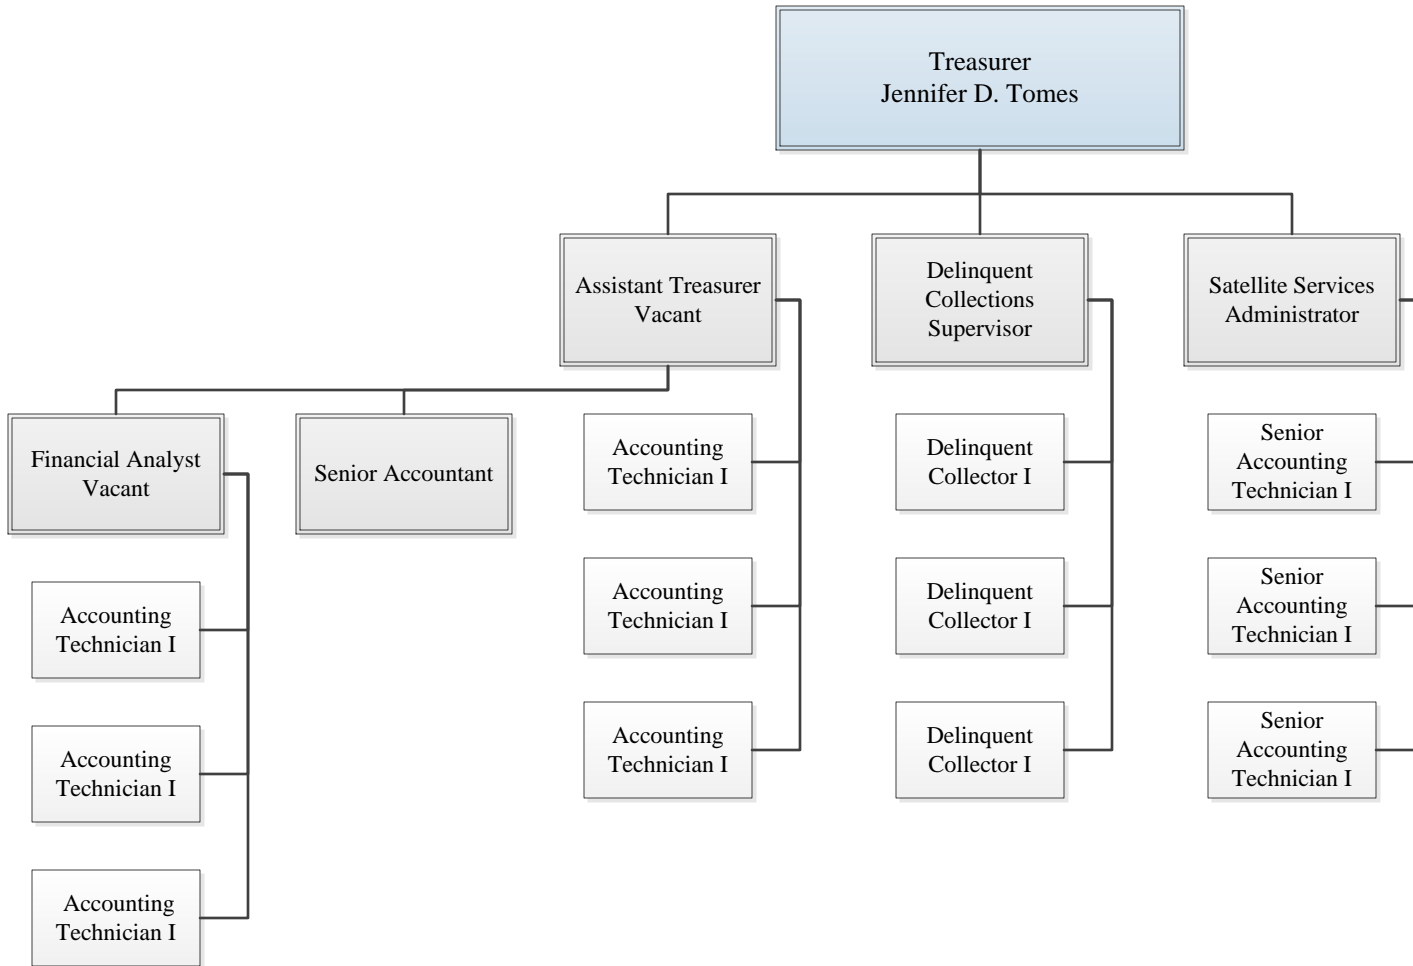 Treasurer
Jennifer D. Tomes
Assistant Treasurer
Vacant
Delinquent
Collections
Supervisor
Satellite Services
Administrator
Financial Analyst
Vacant
Senior Accountant
Accounting
Technician I
Delinquent
Collector I
Senior
Accounting
Technician I
Accounting
Technician I
Accounting
Technician I
Delinquent
Collector I
Senior
Accounting
Technician I
Accounting
Technician I
Accounting
Technician I
Delinquent
Collector I
Senior
Accounting
Technician I
Accounting
Technician I